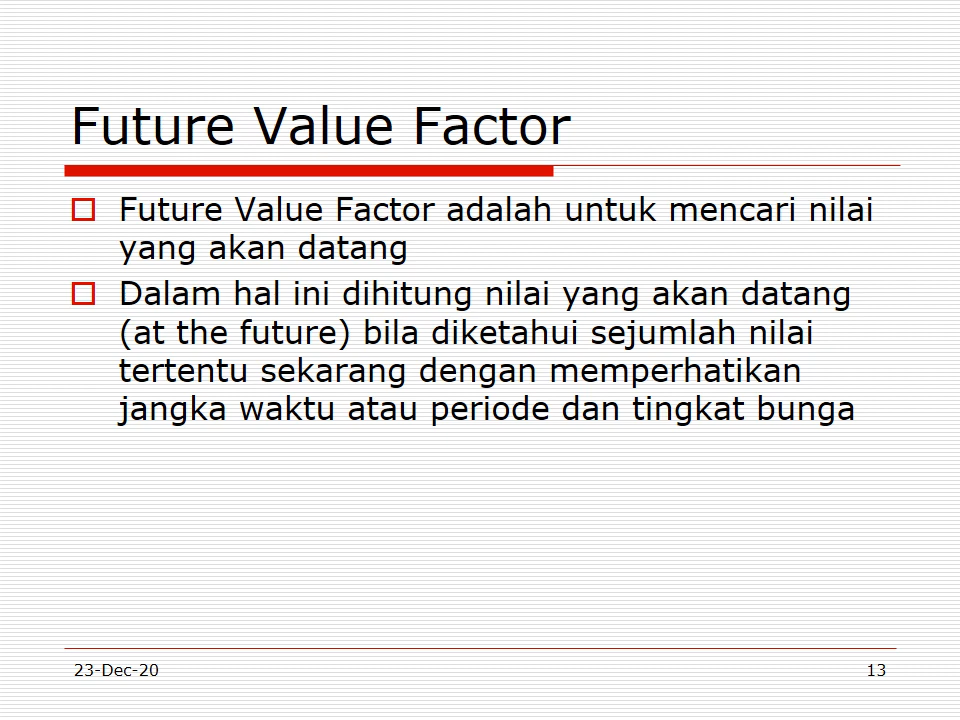 Future Value Factor
Future Value Factor adalah untuk mencari nilai
yang akan datang
Dalam hal ini dihitung nilai yang akan datang
(at the future) bila diketahui sejumlah nilai
tertentu sekarang dengan memperhatikan
jangka waktu atau periode dan tingkat bunga
23-Dec-20
13